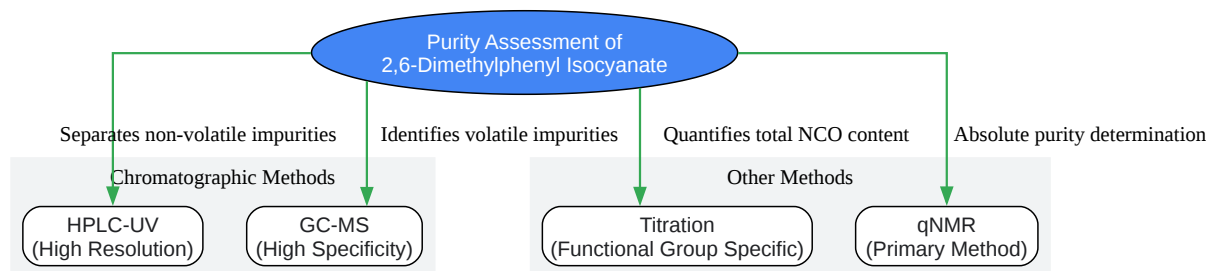 Purity Assessment of
2,6-Dimethylphenyl Isocyanate
Separates non-volatile impurities
Identifies volatile impurities
Quantifies total NCO content
Absolute purity determination
Chromatographic Methods
Other Methods
HPLC-UV
(High Resolution)
GC-MS
(High Specificity)
Titration
(Functional Group Specific)
qNMR
(Primary Method)